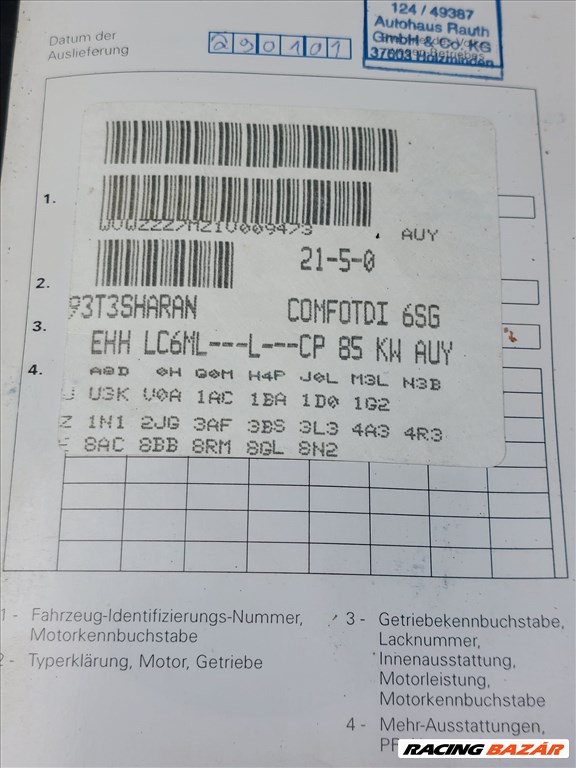 Datum der
Auslieferung
290101
124 / 49387
Autohaus Rauth
GmbH & Co. KG
37603 Holzminden
1.
WVWZZZ7MZ1V009473
AUY
21-5-0
2.
93T3SHARAN COMFOTDI 6SG
3.
EHH LC6ML---L---CP 85 KW AUY
4.
A8D 0H G0M H4P J0L M3L N3B
U3K V0A 1AC 1BA 1D0 1G2
Z 1N1 2JG 3AF 3BS 3L3 4A3 4R3
8AC 8BB 8RM 8GL 8N2
1 - Fahrzeug-Identifizierungs-Nummer,
Motorkennbuchstabe
2 - Typerklärung, Motor, Getriebe
3 - Getriebekennbuchstabe,
Lacknummer,
Innenausstattung,
Motorleistung,
Motorkennbuchstabe
4 - Mehr-Ausstattungen,
RACING BAZÁR